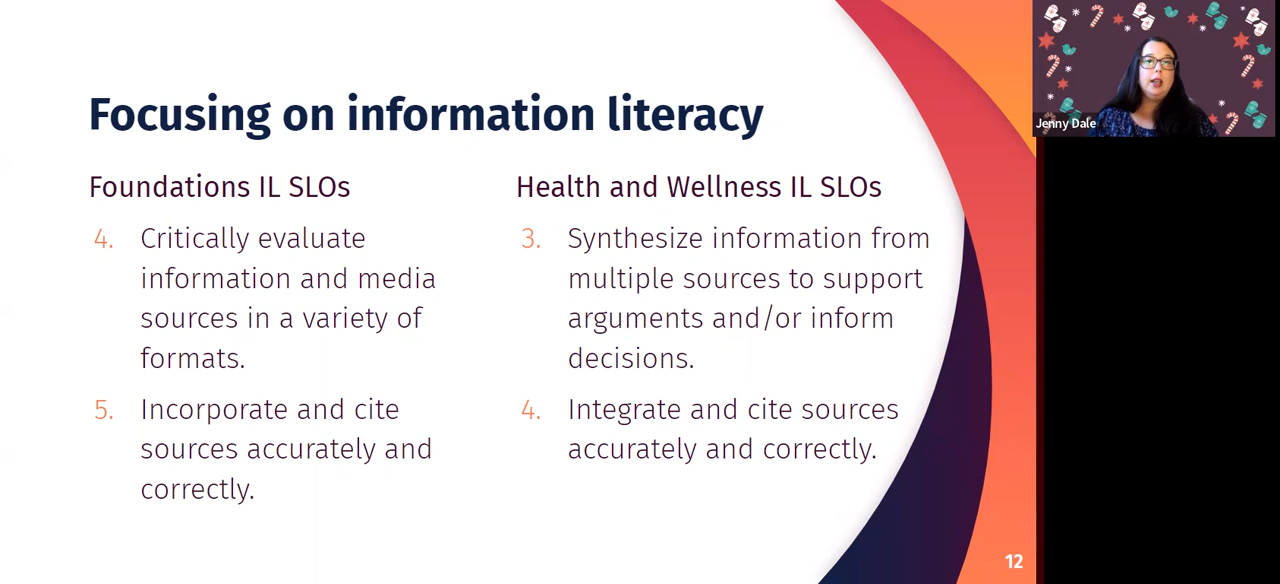 Focusing on information literacy
Foundations IL SLOs
4. Critically evaluate
information and media
sources in a variety of
formats.
5. Incorporate and cite
sources accurately and
correctly.
Health and Wellness IL SLOs
3. Synthesize information from
multiple sources to support
arguments and/or inform
decisions.
4. Integrate and cite sources
accurately and correctly.
12
Jenny Dale